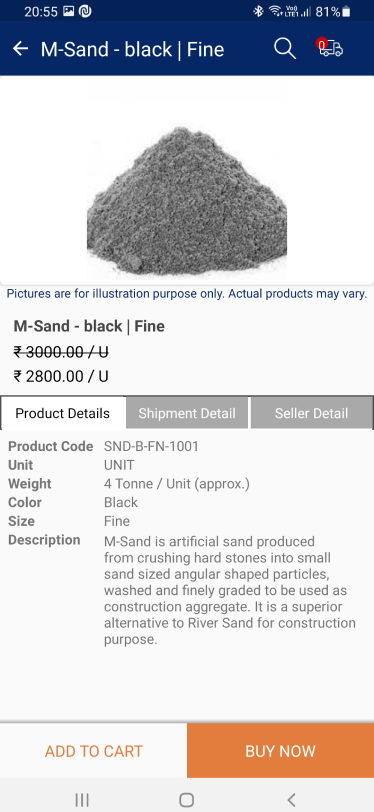 20:55
81%
M-Sand - black | Fine
0
Pictures are for illustration purpose only. Actual products may vary.
M-Sand - black | Fine
₹ 3000.00 / U
₹ 2800.00 / U
Product Details Shipment Detail Seller Detail
Product Code SND-B-FN-1001
Unit UNIT
Weight 4 Tonne / Unit (approx.)
Color Black
Size Fine
Description M-Sand is artificial sand produced
from crushing hard stones into small
sand sized angular shaped particles,
washed and finely graded to be used as
construction aggregate. It is a superior
alternative to River Sand for construction
purpose.
ADD TO CART BUY NOW